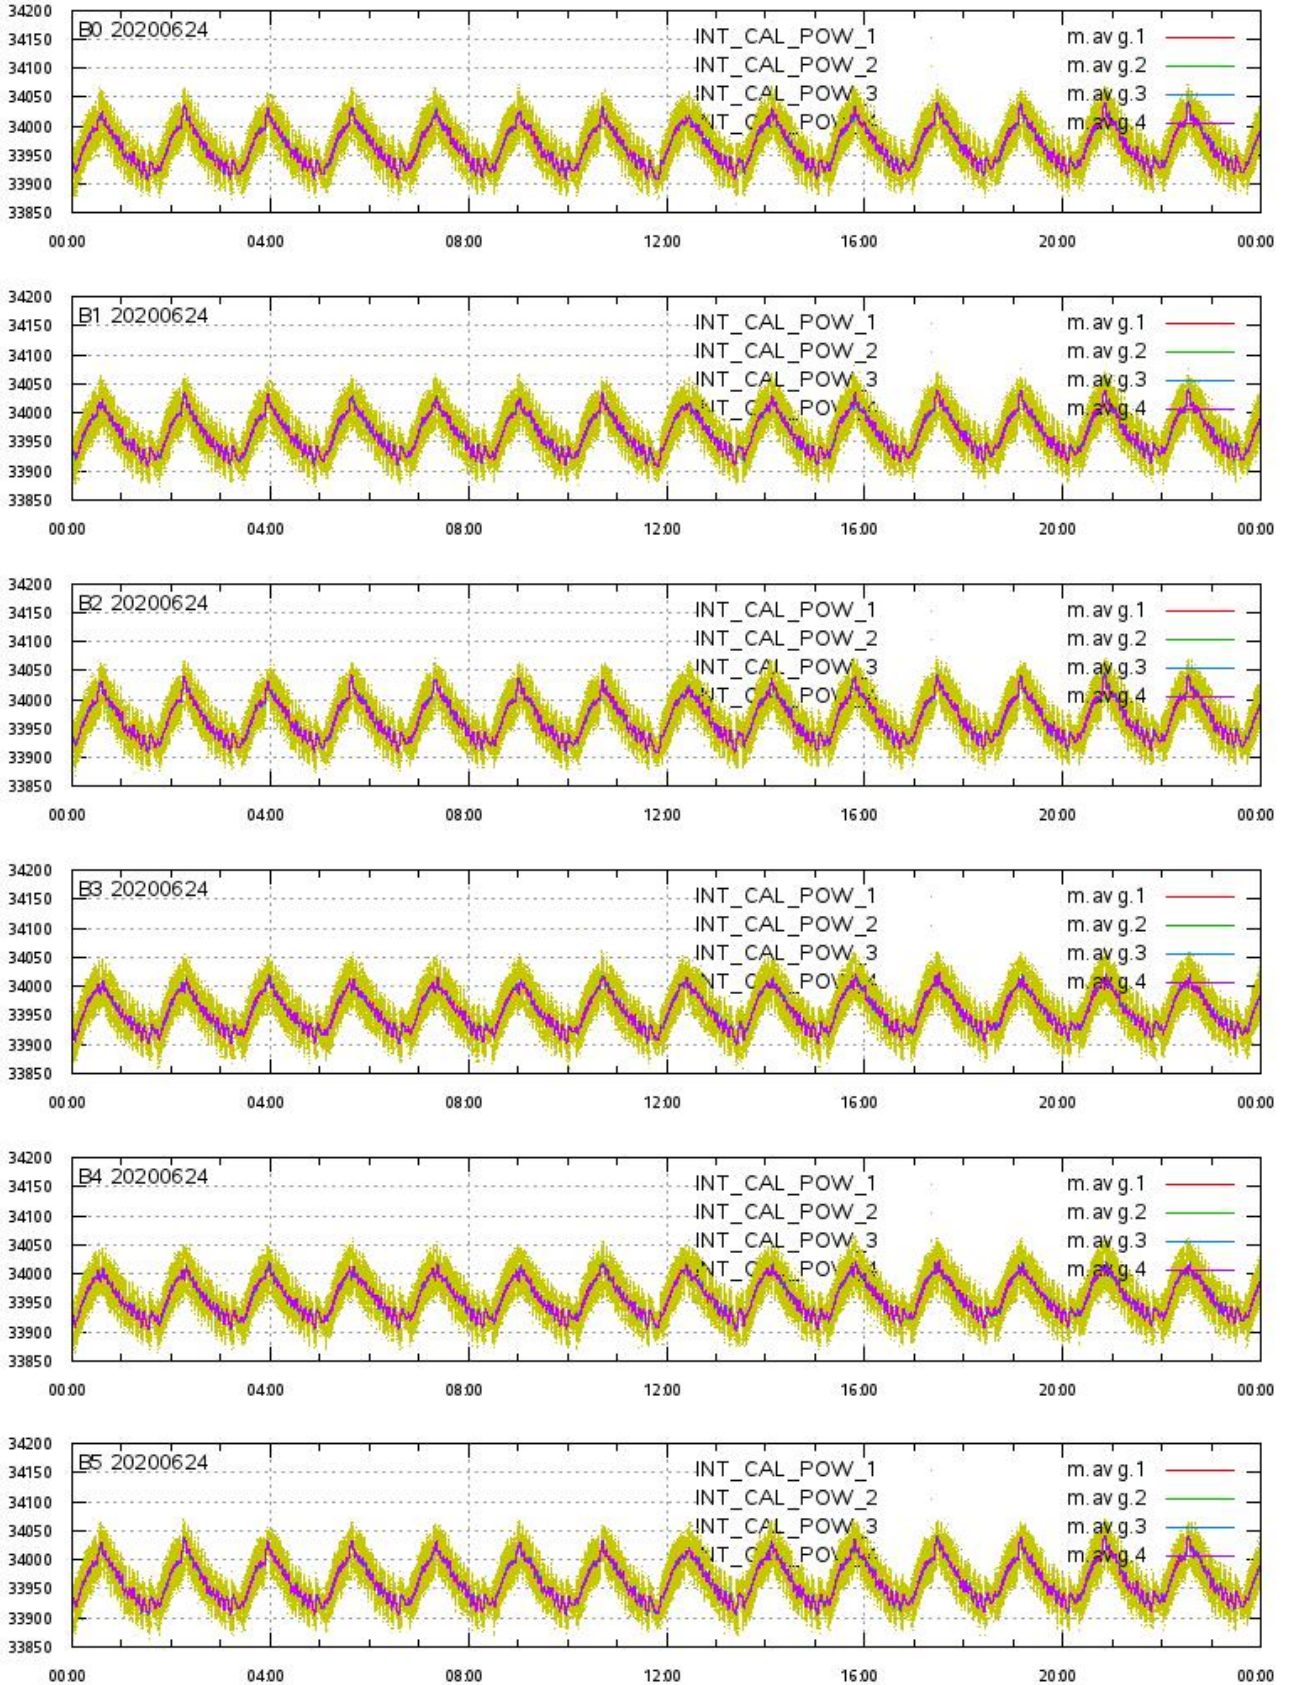 34200
B0 20200624 INT_CAL_POW_1 m.avg.1
34150
INT_CAL_POW_2 m.avg.2
34100
INT_CAL_POW_3 m.avg.3
34050
INT_CAL_POW_4 m.avg.4
34000
33950
33900
33850
00:00 04:00 08:00 12:00 16:00 20:00 00:00
34200
B1 20200624 INT_CAL_POW_1 m.avg.1
34150
INT_CAL_POW_2 m.avg.2
34100
INT_CAL_POW_3 m.avg.3
34050
INT_CAL_POW_4 m.avg.4
34000
33950
33900
33850
00:00 04:00 08:00 12:00 16:00 20:00 00:00
34200
B2 20200624 INT_CAL_POW_1 m.avg.1
34150
INT_CAL_POW_2 m.avg.2
34100
INT_CAL_POW_3 m.avg.3
34050
INT_CAL_POW_4 m.avg.4
34000
33950
33900
33850
00:00 04:00 08:00 12:00 16:00 20:00 00:00
34200
B3 20200624 INT_CAL_POW_1 m.avg.1
34150
INT_CAL_POW_2 m.avg.2
34100
INT_CAL_POW_3 m.avg.3
34050
INT_CAL_POW_4 m.avg.4
34000
33950
33900
33850
00:00 04:00 08:00 12:00 16:00 20:00 00:00
34200
B4 20200624 INT_CAL_POW_1 m.avg.1
34150
INT_CAL_POW_2 m.avg.2
34100
INT_CAL_POW_3 m.avg.3
34050
INT_CAL_POW_4 m.avg.4
34000
33950
33900
33850
00:00 04:00 08:00 12:00 16:00 20:00 00:00
34200
B5 20200624 INT_CAL_POW_1 m.avg.1
34150
INT_CAL_POW_2 m.avg.2
34100
INT_CAL_POW_3 m.avg.3
34050
INT_CAL_POW_4 m.avg.4
34000
33950
33900
33850
00:00 04:00 08:00 12:00 16:00 20:00 00:00